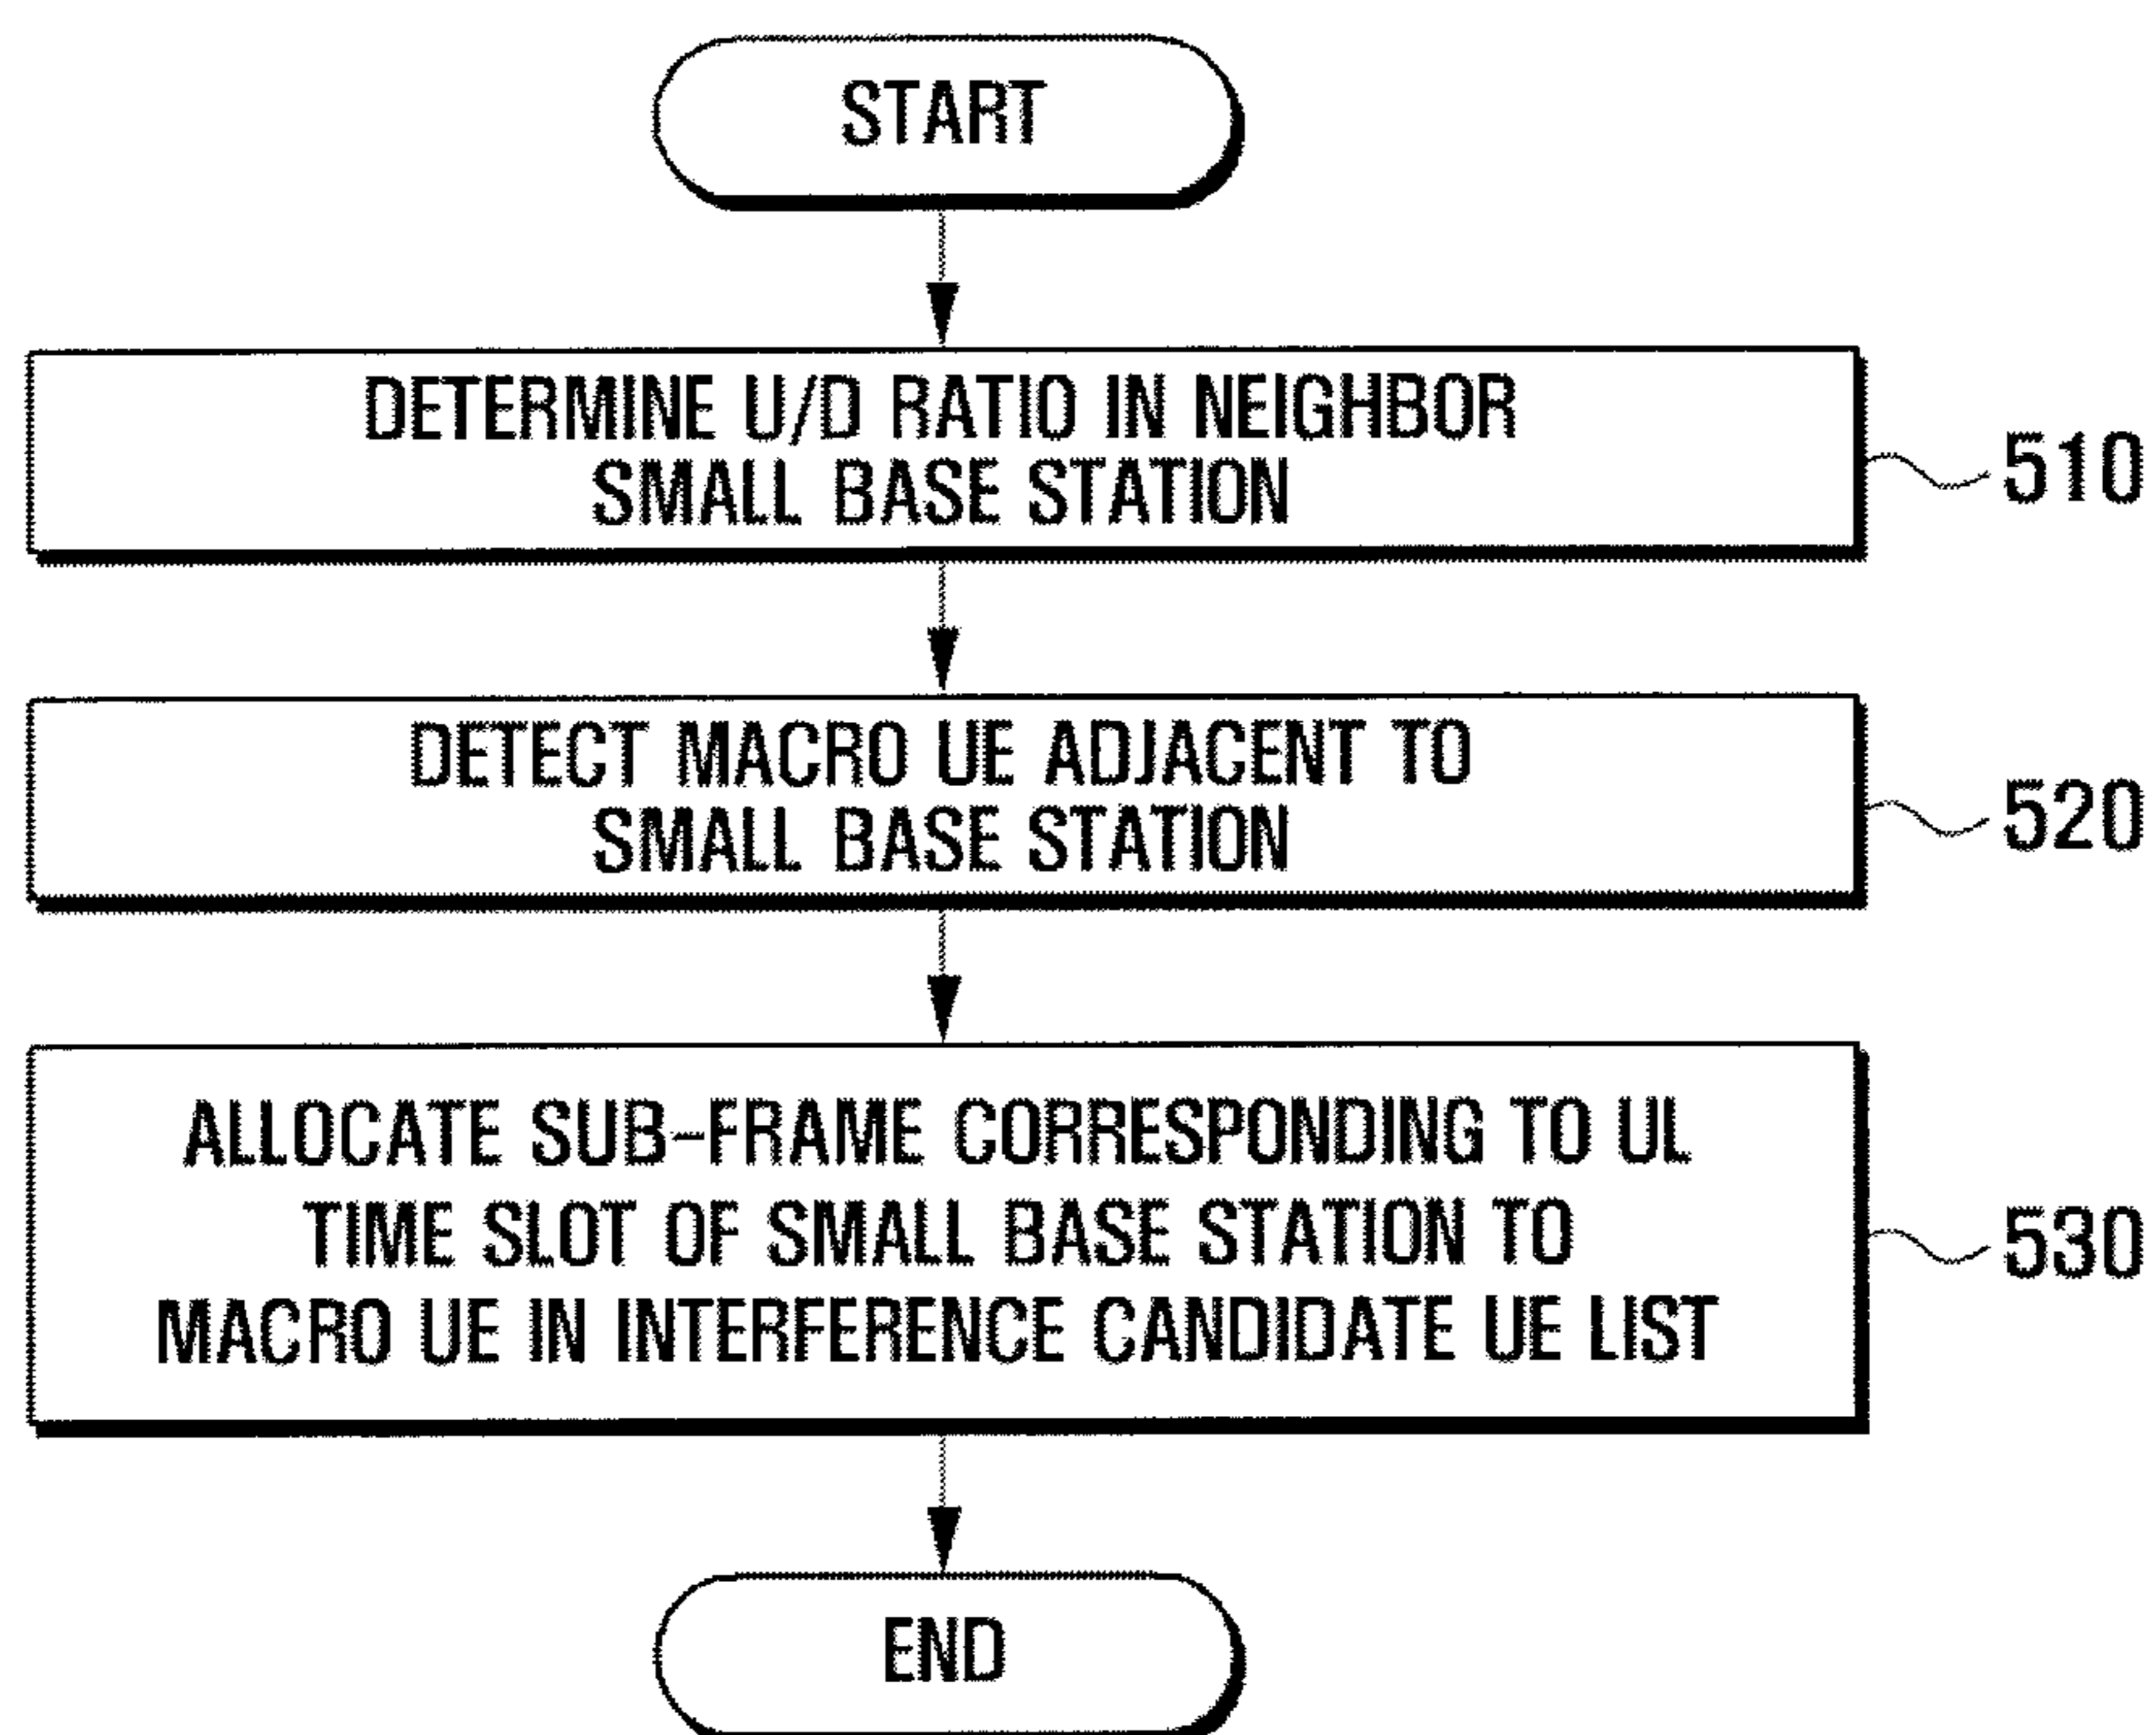 START
DETERMINE U/D RATIO IN NEIGHBOR
SMALL BASE STATION
510
DETECT MACRO UE ADJACENT TO
SMALL BASE STATION
520
ALLOCATE SUB-FRAME CORRESPONDING TO UL
TIME SLOT OF SMALL BASE STATION TO
MACRO UE IN INTERFERENCE CANDIDATE UE LIST
530
END